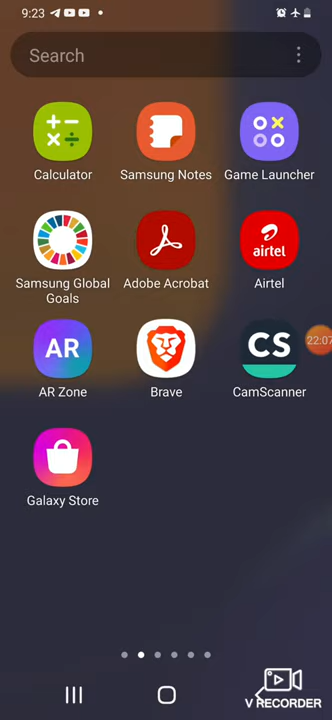 9:23
Search
Calculator
Samsung Notes
Game Launcher
Samsung Global
Goals
Adobe Acrobat
airtel
Airtel
AR
AR Zone
Brave
CS
CamScanner
22:07
Galaxy Store
V RECORDER